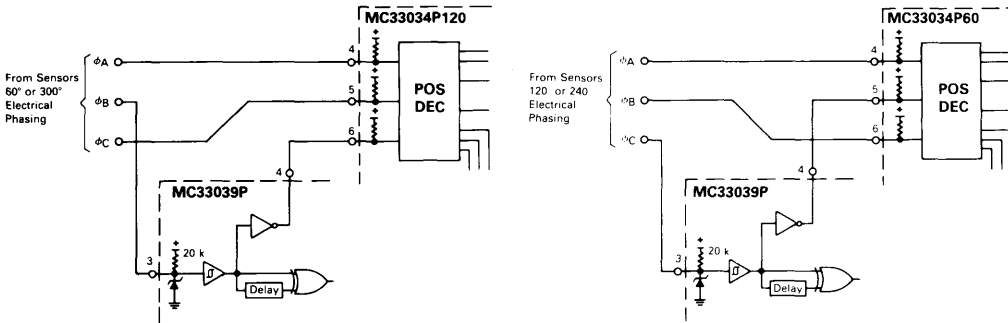 MC33034P120
4
ϕA
5
POS
DEC
From Sensors
60° or 300°
Electrical
Phasing
ϕB
6
ϕC
4
MC33039P
3
20 k
Delay
MC33034P60
4
ϕA
5
POS
DEC
From Sensors
120 or 240
Electrical
Phasing
ϕB
6
ϕC
4
MC33039P
3
20 k
Delay